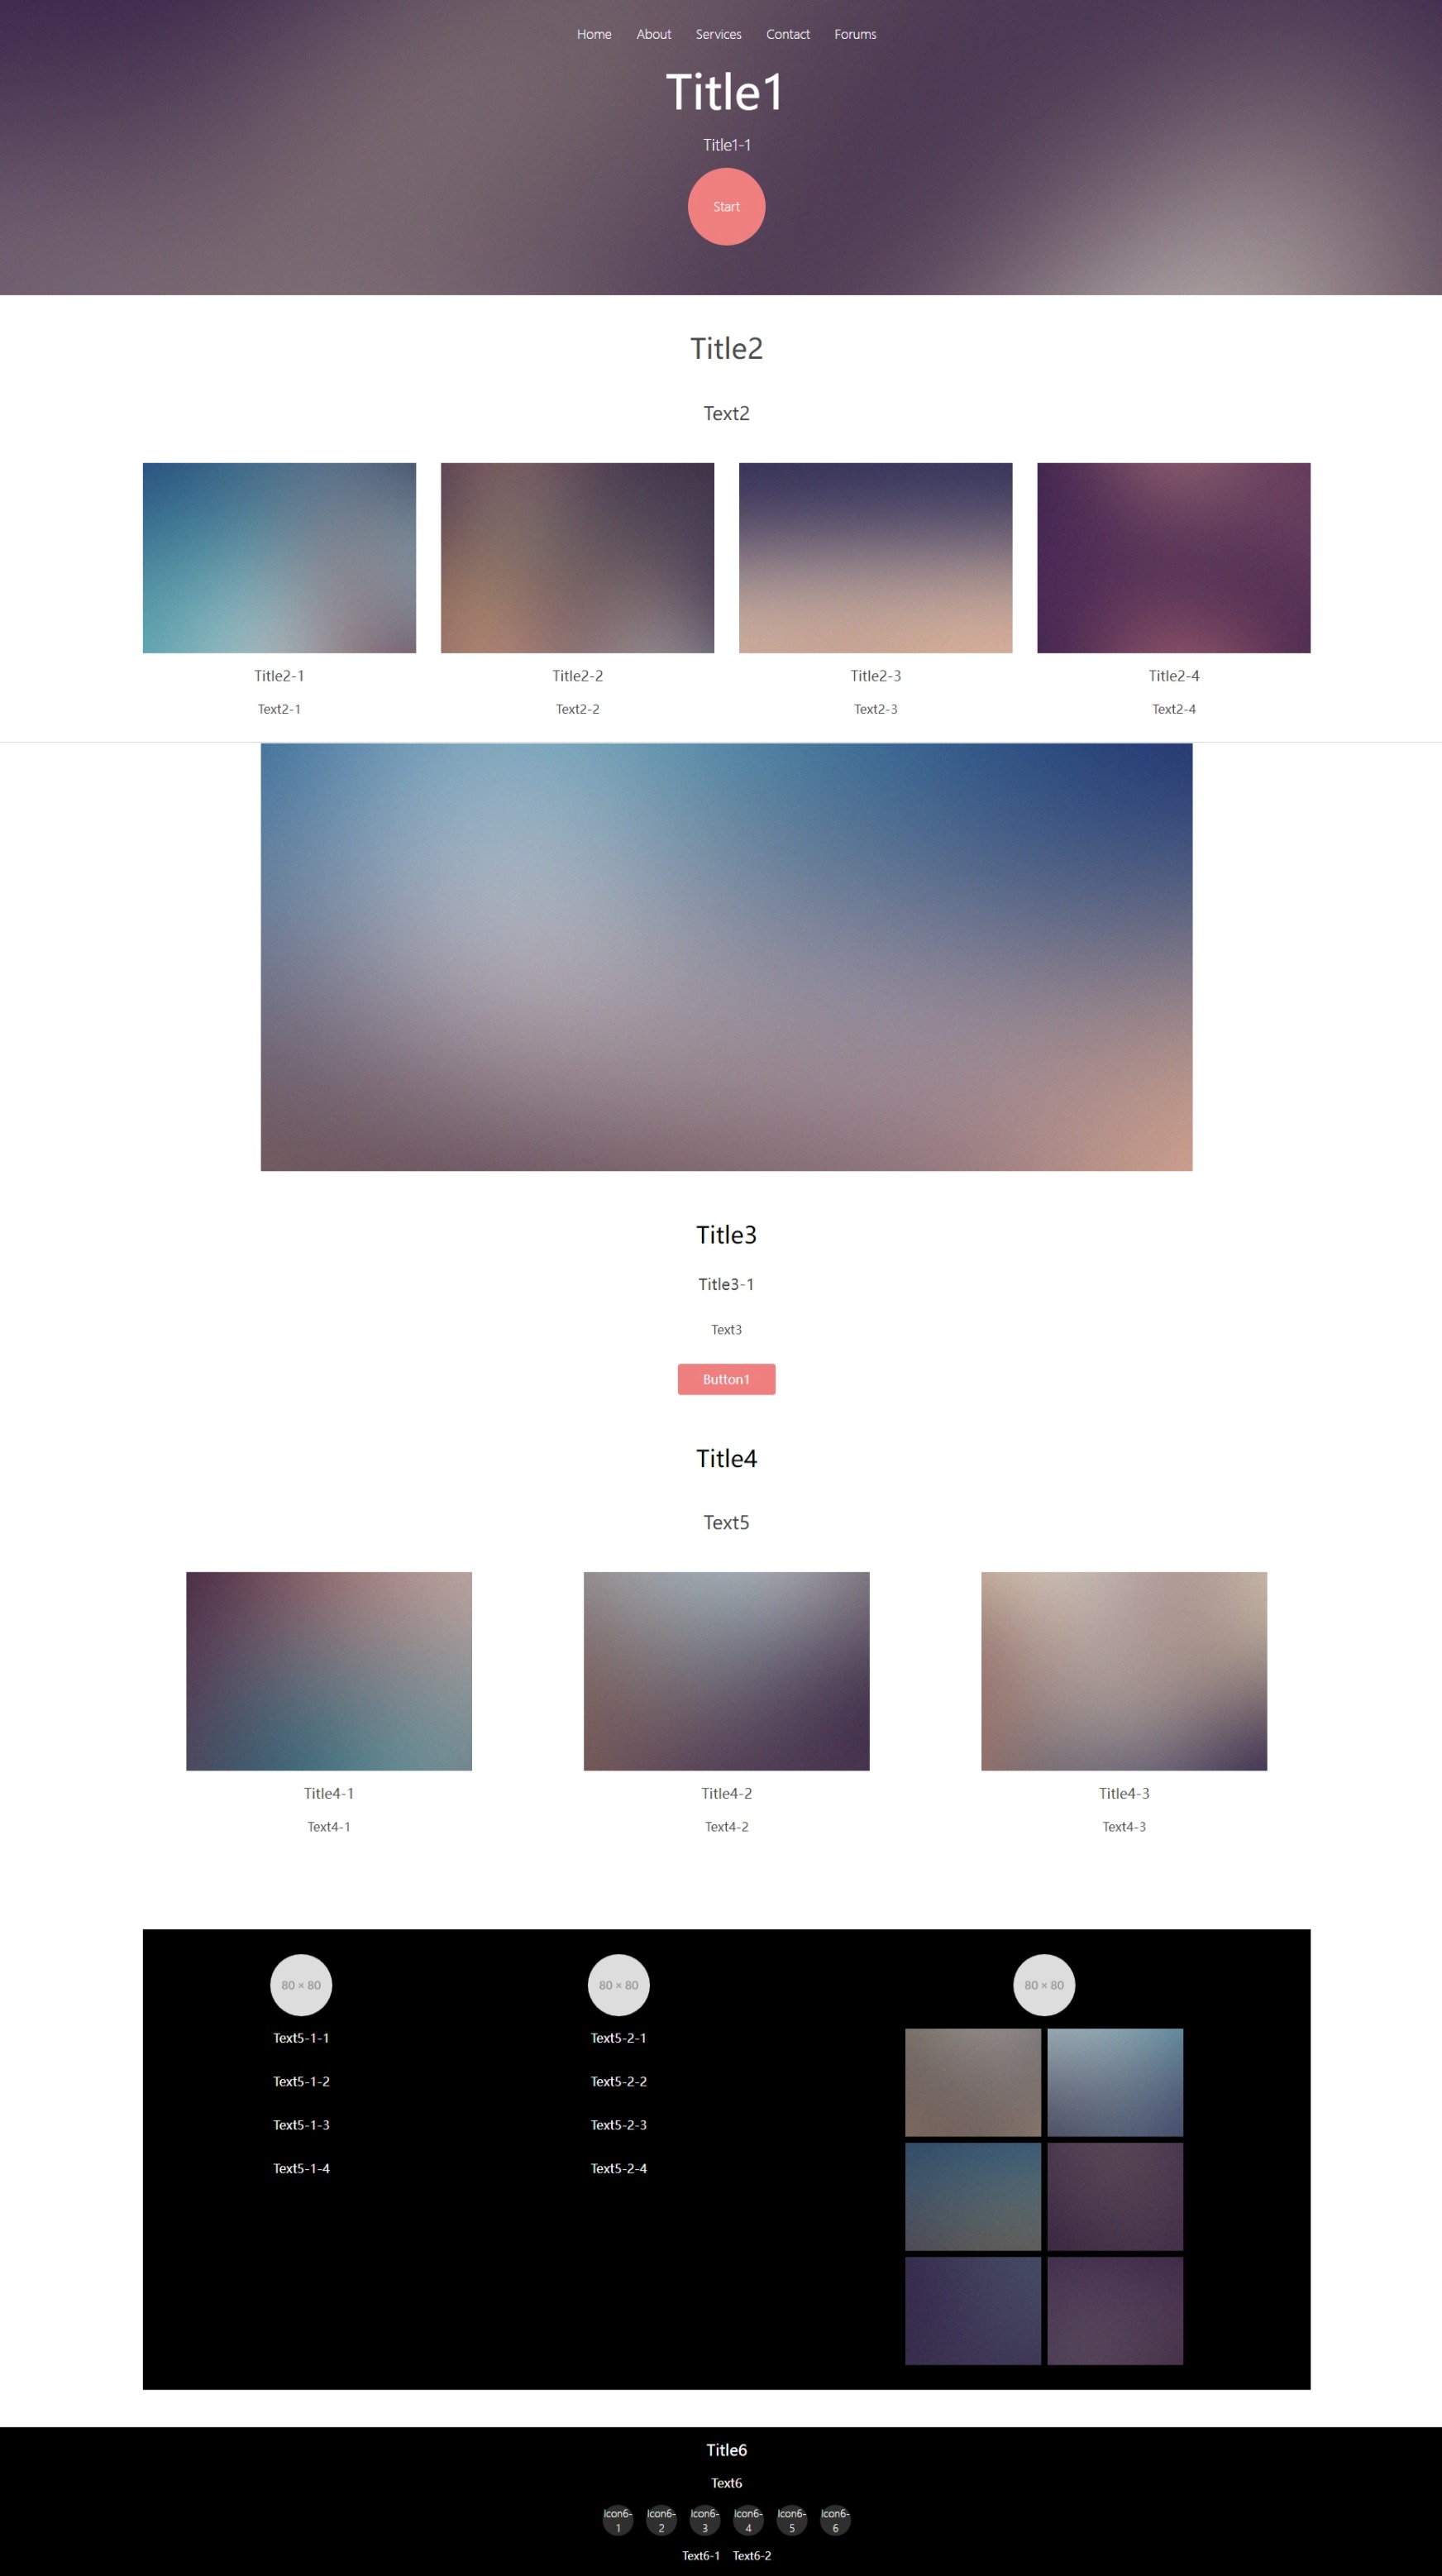 Home About Services Contact Forums
Title1
Title1-1
Start
Title2
Text2
Title2-1 Title2-2 Title2-3 Title2-4
Text2-1 Text2-2 Text2-3 Text2-4
Title3
Title3-1
Text3
Button1
Title4
Text5
Title4-1 Title4-2 Title4-3
Text4-1 Text4-2 Text4-3
80 × 80 80 × 80 80 × 80
Text5-1-1 Text5-2-1
Text5-1-2 Text5-2-2
Text5-1-3 Text5-2-3
Text5-1-4 Text5-2-4
Title6
Text6
Icon6- Icon6- Icon6- Icon6- Icon6- Icon6-
1 2 3 4 5 6
Text6-1 Text6-2